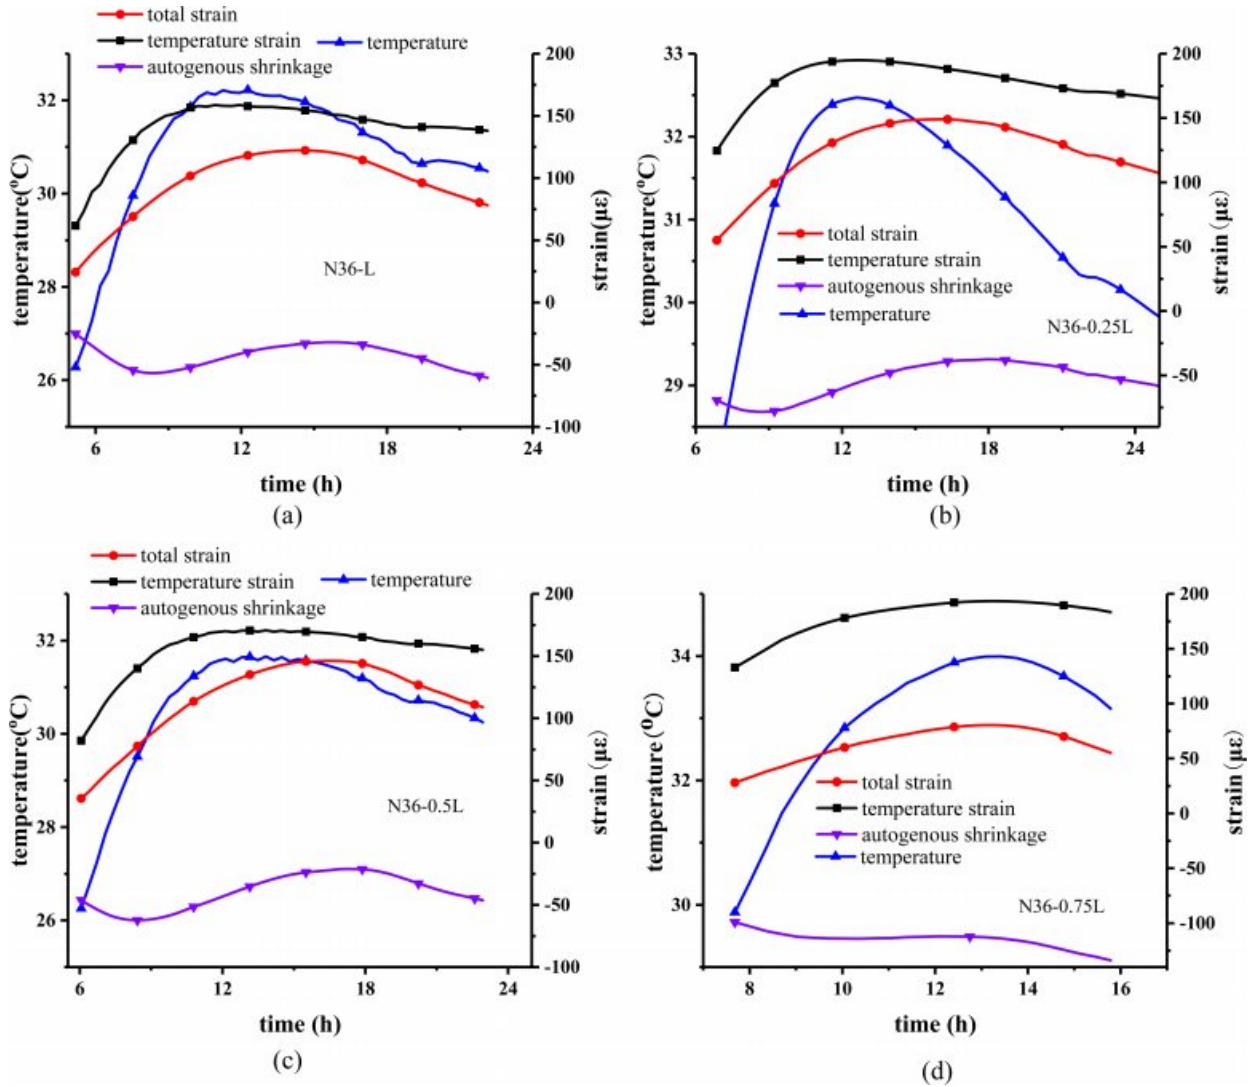 total strain
temperature strain
temperature
autogenous shrinkage
temperature(°C)
32
30
28
26
200
150
100
50
0
-50
-100
strain(με)
N36-L
6
12
18
24
time (h)
(a)
temperature(°C)
33
32
31
30
29
200
150
100
50
0
-50
strain(με)
total strain
temperature strain
autogenous shrinkage
temperature
N36-0.25L
6
12
18
24
time (h)
(b)
total strain
temperature strain
temperature
autogenous shrinkage
temperature(°C)
32
30
28
26
200
150
100
50
0
-50
-100
strain(με)
N36-0.5L
6
12
18
24
time (h)
(c)
temperature(°C)
34
32
30
200
150
100
50
0
-50
-100
strain(με)
total strain
temperature strain
autogenous shrinkage
temperature
N36-0.75L
8
10
12
14
16
time (h)
(d)